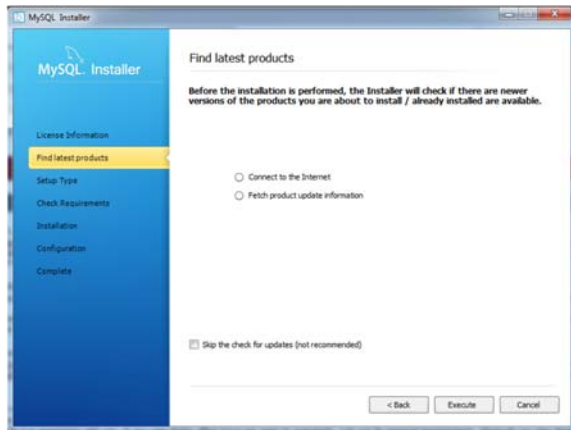 MySQL Installer
MySQL. Installer
Find latest products
Before the installation is performed, the Installer will check if there are newer
versions of the products you are about to install / already installed are available.
License Information
Find latest products
Setup Type
Check Requirements
Installation
Configuration
Complete
Connect to the Internet
Fetch product update information
Skip the check for updates (not recommended)
< Back
Execute
Cancel